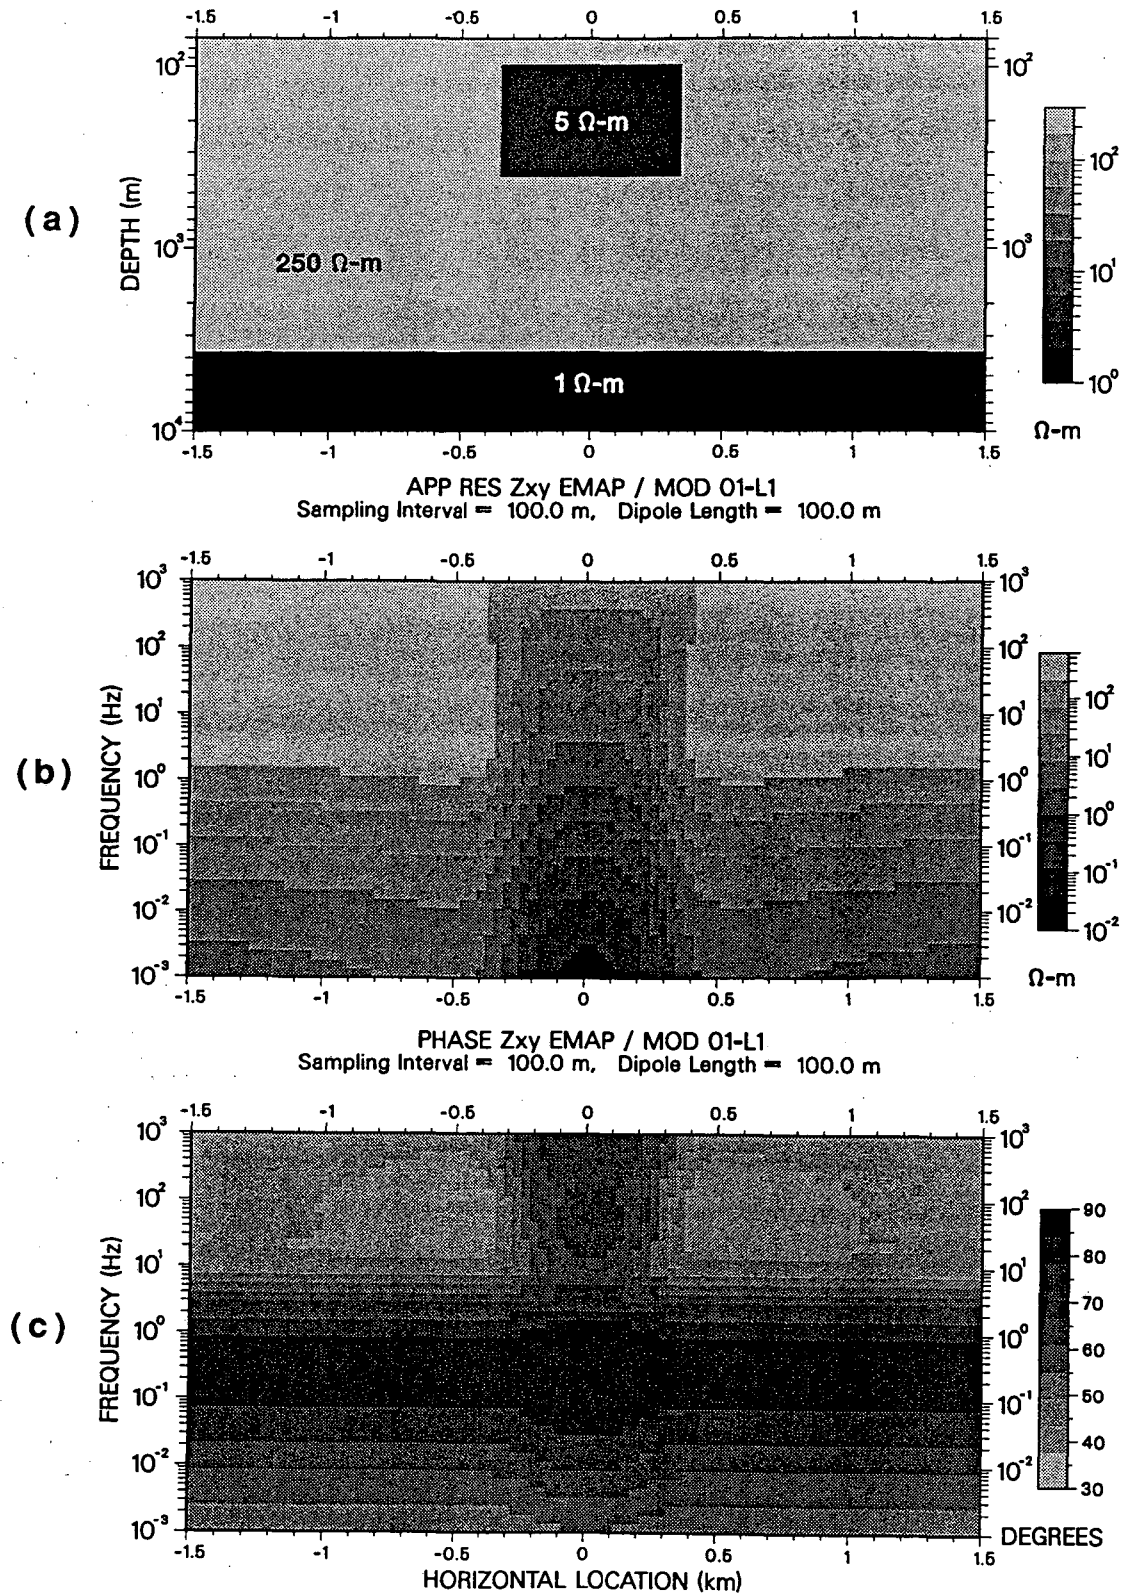 -1.5 -1 -0.5 0 0.5 1 1.5
10² 10²
5 Ω-m
10²
(a)
DEPTH (m)
10³ 10³
250 Ω-m
10¹
1 Ω-m
10⁰
10⁴
Ω-m
-1.5 -1 -0.5 0 0.5 1 1.5
APP RES Zxy EMAP / MOD 01-L1
Sampling Interval = 100.0 m, Dipole Length = 100.0 m
-1.5 -1 -0.5 0 0.5 1 1.5
10³ 10³
10² 10²
10²
10¹ 10¹
10¹
(b)
FREQUENCY (Hz)
10⁰ 10⁰
10⁰
10⁻¹ 10⁻¹
10⁻¹
10⁻² 10⁻²
10⁻²
10⁻³ 10⁻³
Ω-m
-1.5 -1 -0.5 0 0.5 1 1.5
PHASE Zxy EMAP / MOD 01-L1
Sampling Interval = 100.0 m, Dipole Length = 100.0 m
-1.5 -1 -0.5 0 0.5 1 1.5
10³ 10³
10² 10²
90
80
10¹ 10¹
70
(c)
FREQUENCY (Hz)
10⁰ 10⁰
60
50
10⁻¹ 10⁻¹
40
10⁻² 10⁻²
30
10⁻³
DEGREES
-1.5 -1 -0.5 0 0.5 1 1.5
HORIZONTAL LOCATION (km)